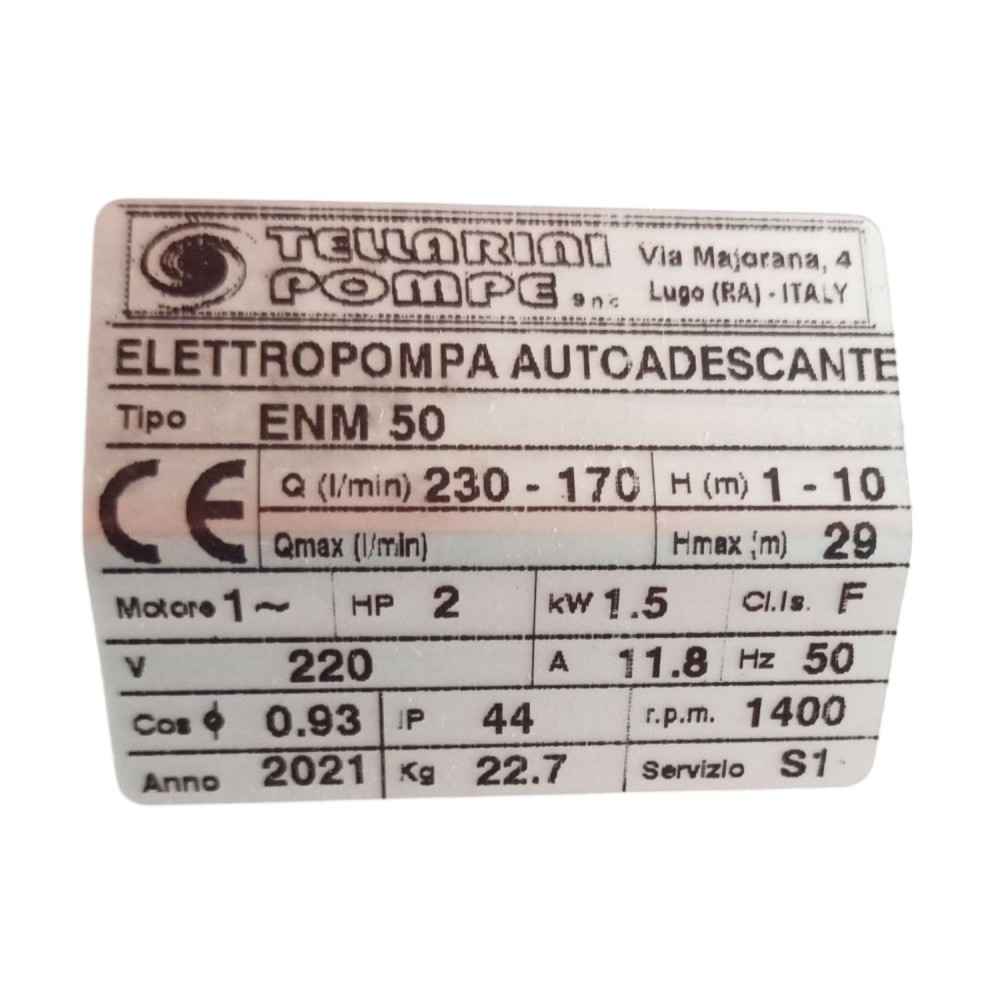 TELLARINI Via Majorana, 4
POMPE snc Lugo (RA) - ITALY
ELETTROPOMPA AUTOADESCANTE
Tipo ENM 50
CE Q (l/min) 230 - 170 H (m) 1 - 10
Qmax (l/min) Hmax (m) 29
Motore 1~ HP 2 kW 1.5 Cl.Is. F
V 220 A 11.8 Hz 50
Cos ϕ 0.93 IP 44 r.p.m. 1400
Anno 2021 Kg 22.7 Servizio S1